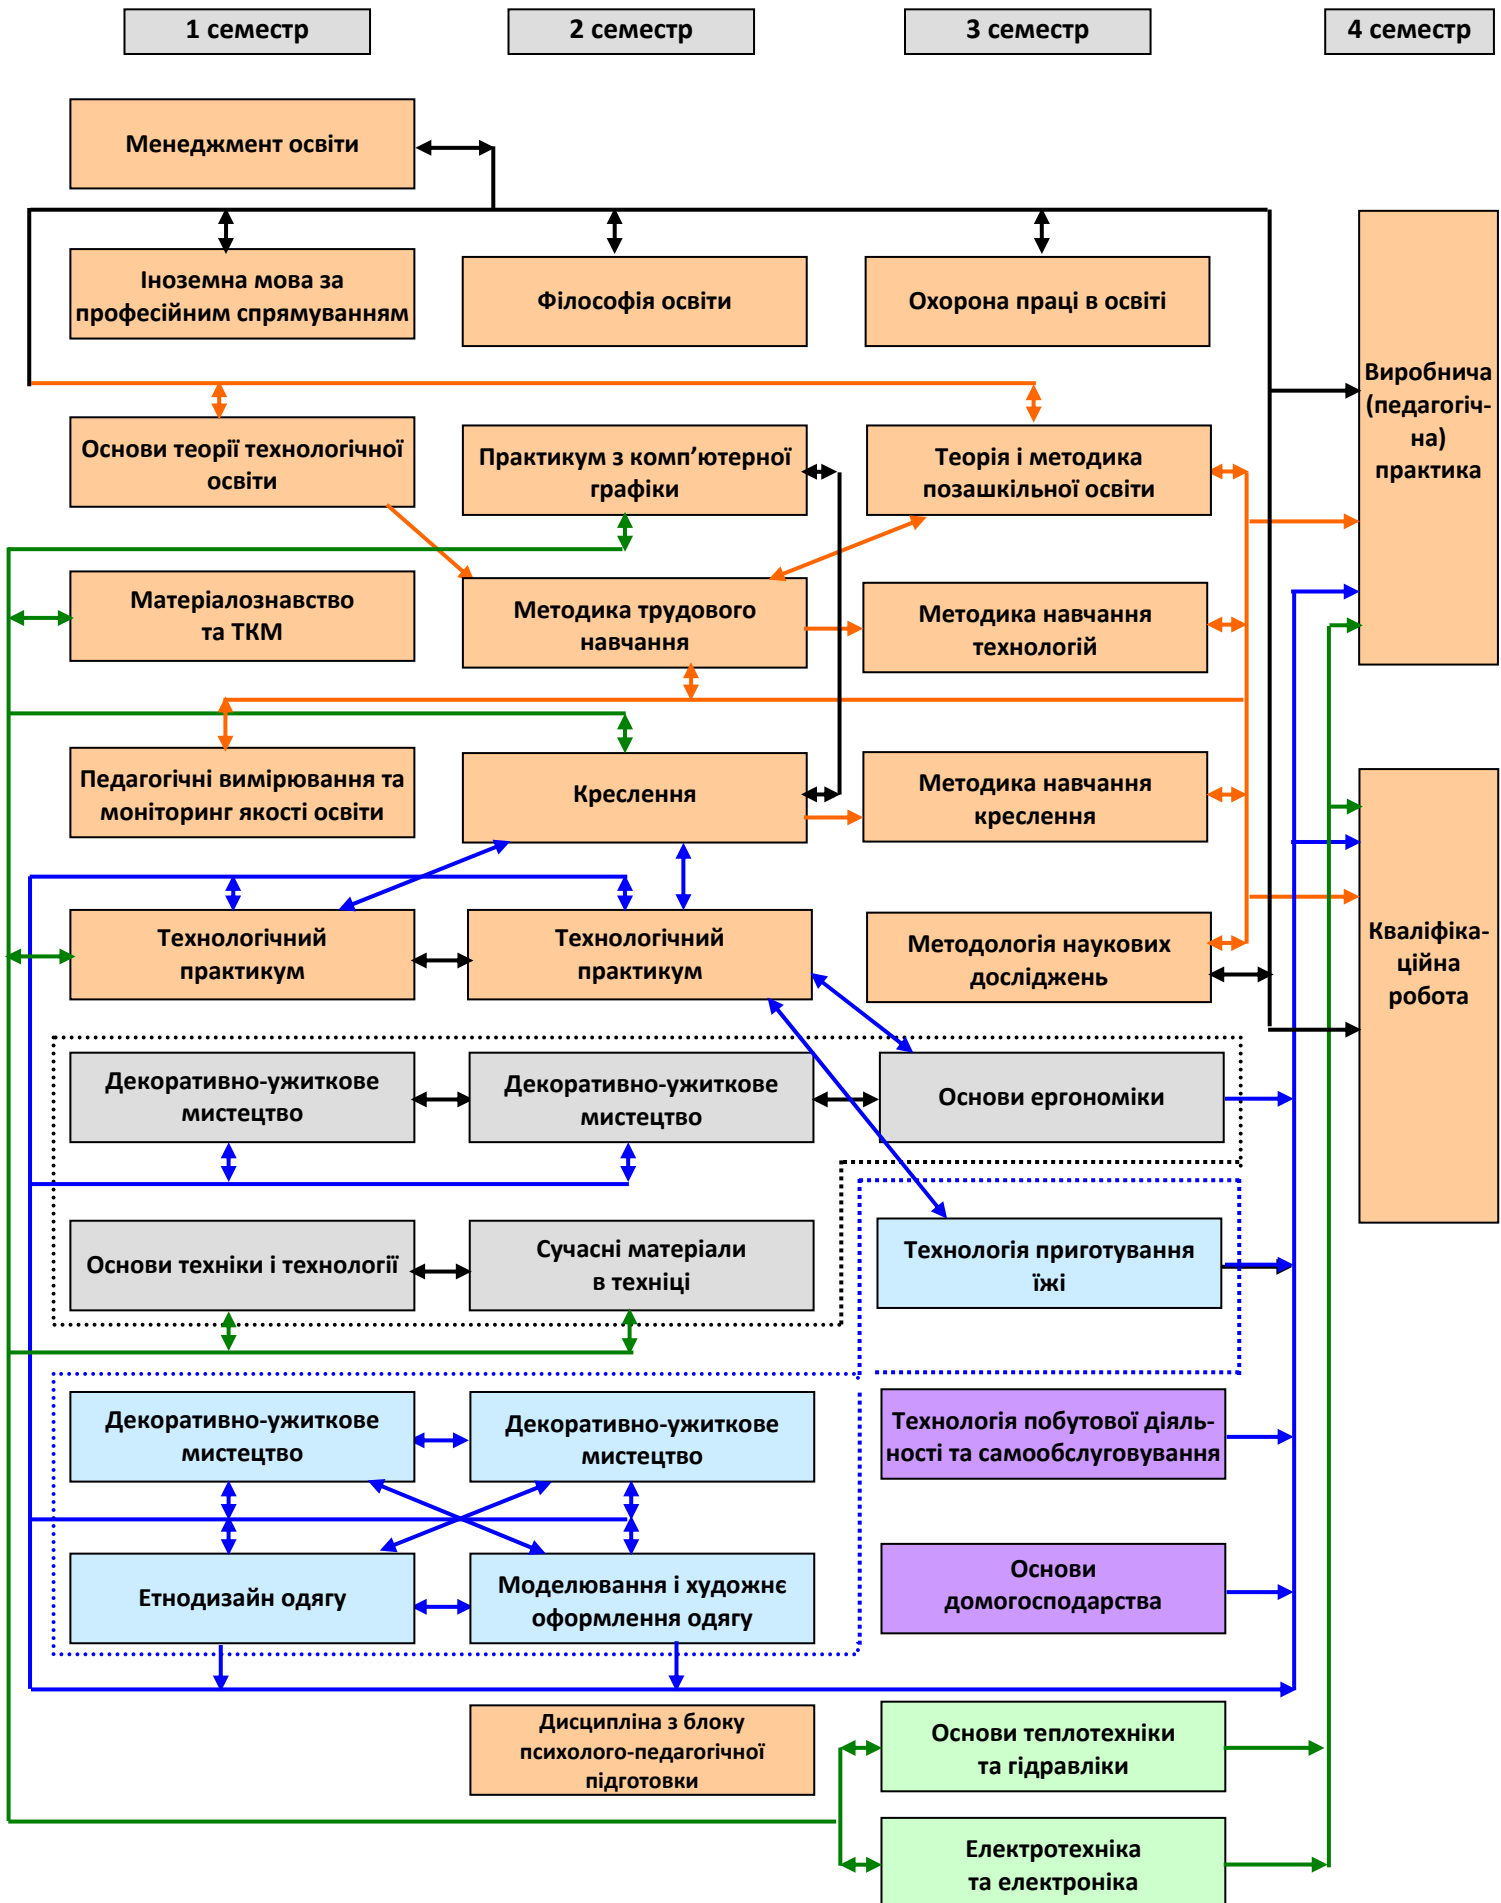 1 семестр
2 семестр
3 семестр
4 семестр
Менеджмент освіти
Іноземна мова за
професійним спрямуванням
Філософія освіти
Охорона праці в освіті
Виробнича
(педагогіч-
на)
практика
Основи теорії технологічної
освіти
Практикум з комп’ютерної
графіки
Теорія і методика
позашкільної освіти
Матеріалознавство
та ТКМ
Методика трудового
навчання
Методика навчання
технологій
Педагогічні вимірювання та
моніторинг якості освіти
Креслення
Методика навчання
креслення
Кваліфіка-
ційна
робота
Технологічний
практикум
Технологічний
практикум
Методологія наукових
досліджень
Декоративно-ужиткове
мистецтво
Декоративно-ужиткове
мистецтво
Основи ергономіки
Основи техніки і технології
Сучасні матеріали
в техніці
Технологія приготування
їжі
Декоративно-ужиткове
мистецтво
Декоративно-ужиткове
мистецтво
Технологія побутової діяль-
ності та самообслуговування
Етнодизайн одягу
Моделювання і художнє
оформлення одягу
Основи
домогосподарства
Дисципліна з блоку
психолого-педагогічної
підготовки
Основи теплотехніки
та гідравліки
Електротехніка
та електроніка